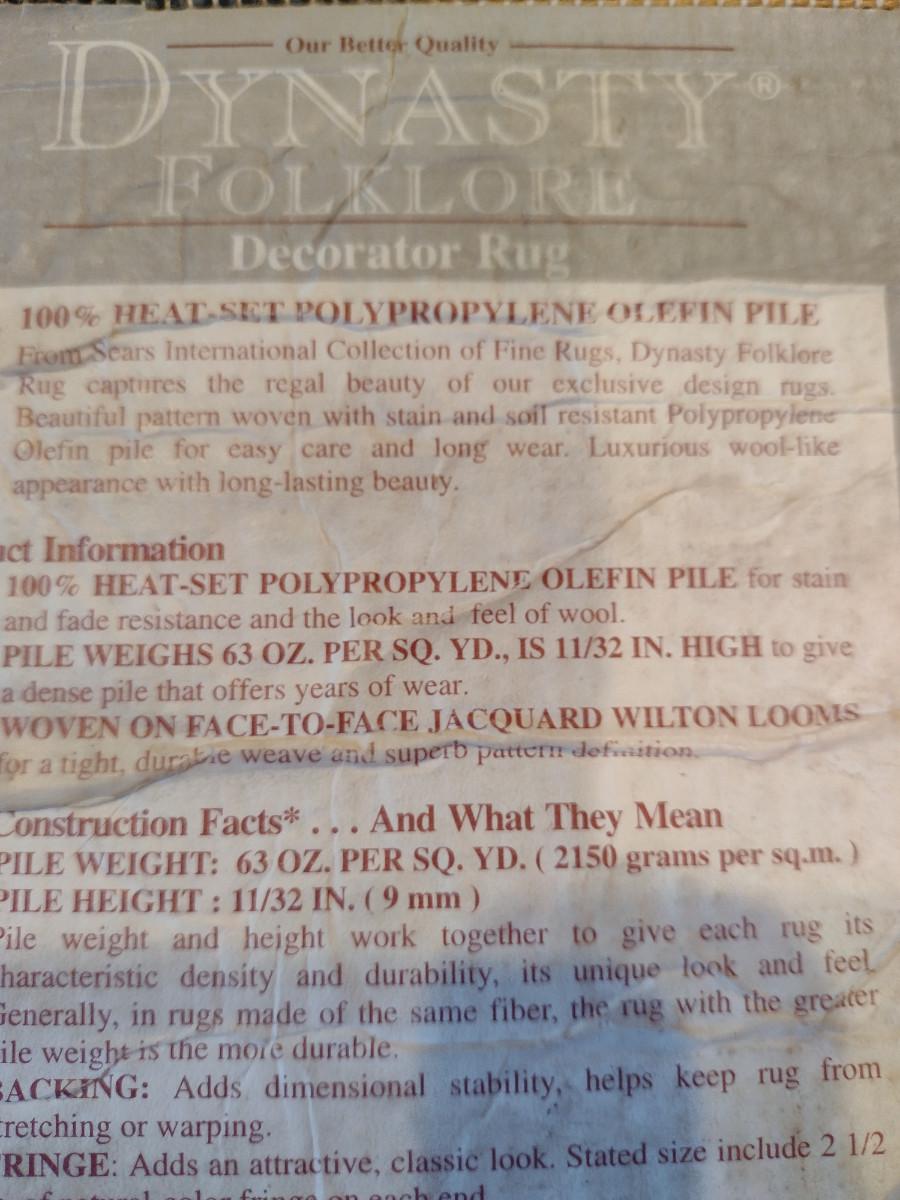 Our Better Quality
DYNASTY®
FOLKLORE
Decorator Rug
100% HEAT-SET POLYPROPYLENE OLEFIN PILE
From Sears International Collection of Fine Rugs, Dynasty Folklore
Rug captures the regal beauty of our exclusive design rugs.
Beautiful pattern woven with stain and soil resistant Polypropylene
Olefin pile for easy care and long wear. Luxurious wool-like
appearance with long-lasting beauty.
uct Information
100% HEAT-SET POLYPROPYLENE OLEFIN PILE for stain
and fade resistance and the look and feel of wool.
PILE WEIGHS 63 OZ. PER SQ. YD., IS 11/32 IN. HIGH to give
a dense pile that offers years of wear.
WOVEN ON FACE-TO-FACE JACQUARD WILTON LOOMS
for a tight, durable weave and superb pattern definition.
Construction Facts* . . . And What They Mean
PILE WEIGHT: 63 OZ. PER SQ. YD. ( 2150 grams per sq.m. )
PILE HEIGHT : 11/32 IN. ( 9 mm )
Pile weight and height work together to give each rug its
haracteristic density and durability, its unique look and feel.
Generally, in rugs made of the same fiber, the rug with the greater
ile weight is the more durable.
BACKING: Adds dimensional stability, helps keep rug from
tretching or warping.
FRINGE: Adds an attractive, classic look. Stated size include 2 1/2
of natural color fringe on each end